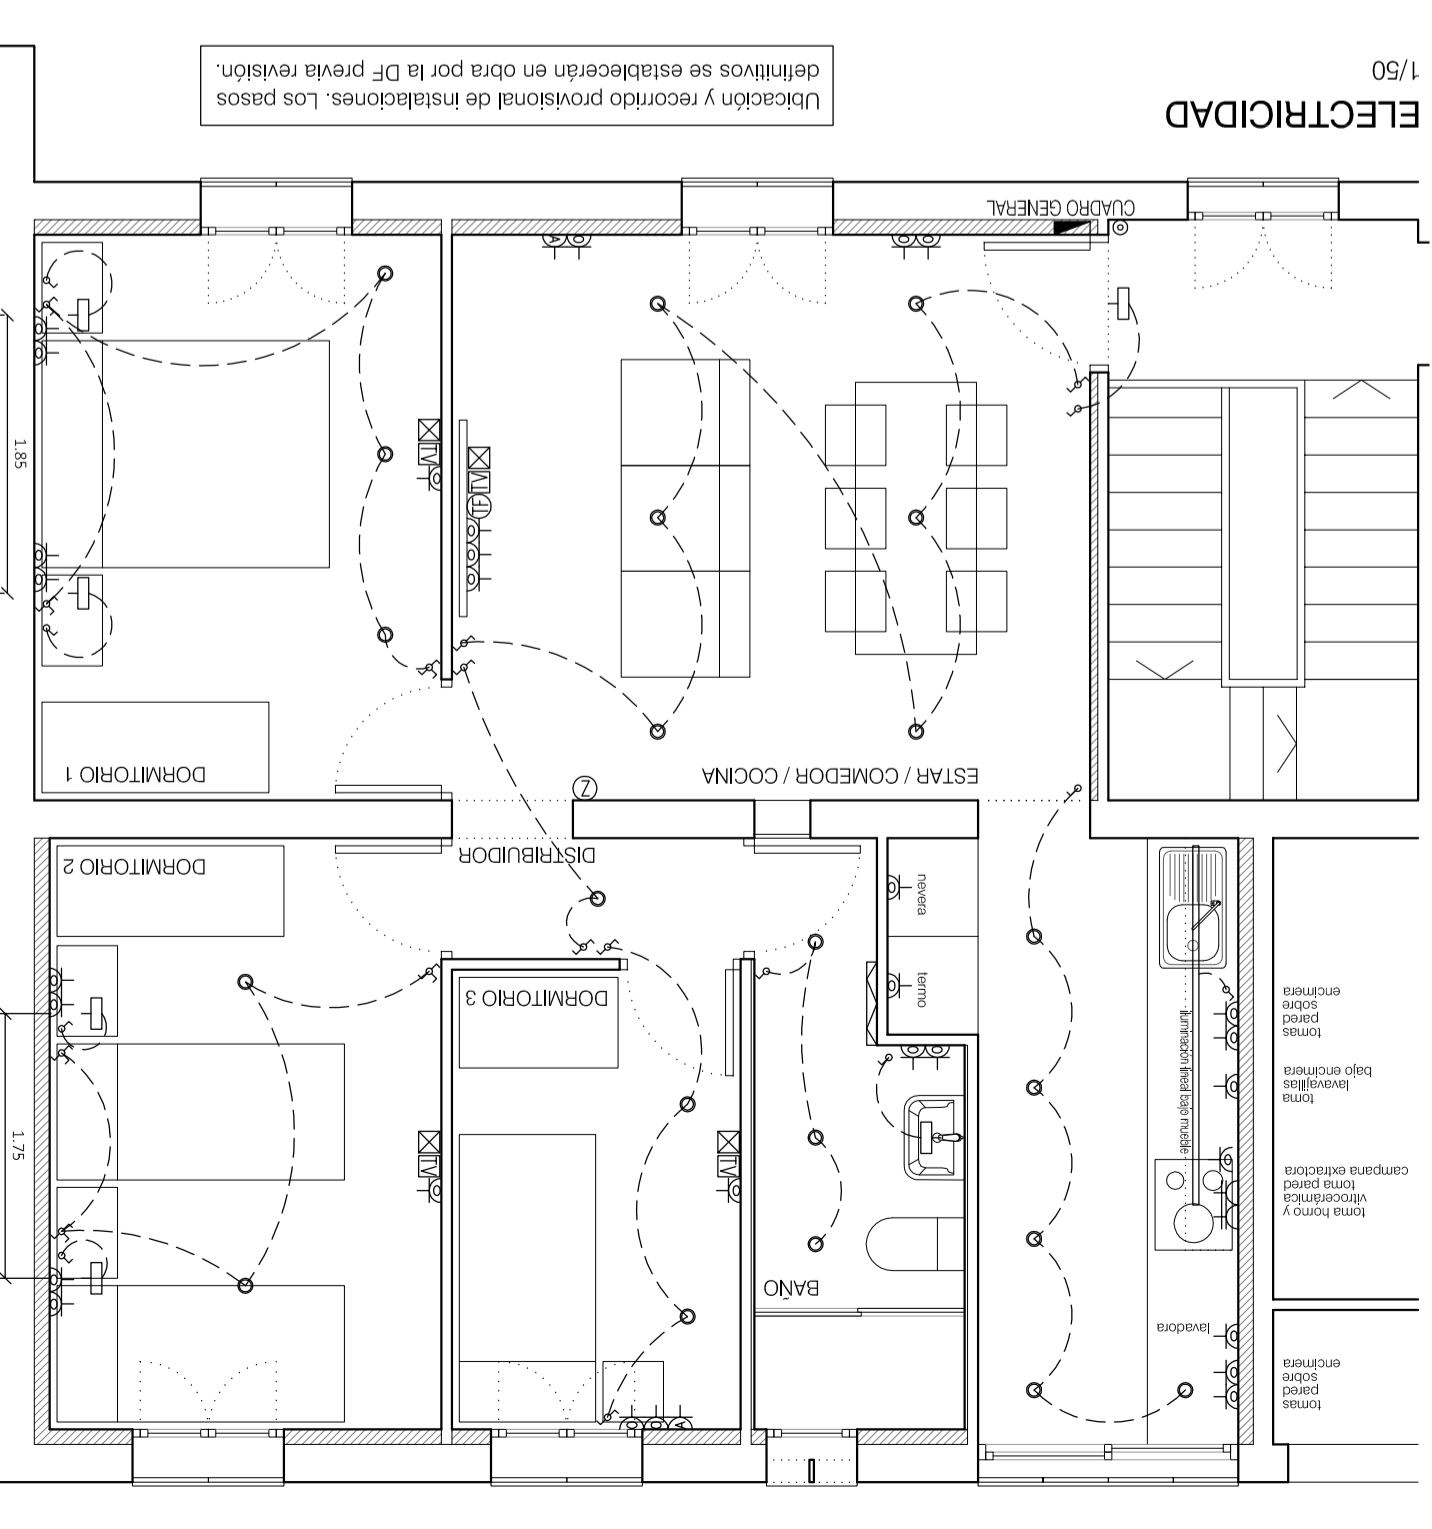 tomas
pared
sobre
encimera
A
lavadora
BAÑO
toma horno y
vitrocerámica
toma pared
campana extractora
TV
TV
1.75
toma
lavavajillas
bajo encimera
iluminación lineal bajo mueble
tomas
pared
sobre
encimera
termo
DORMITORIO 3
nevera
DISTRIBUIDOR
DORMITORIO 2
Z
ESTAR / COMEDOR / COCINA
DORMITORIO 1
TF
TV
TV
1.85
A
CUADRO GENERAL
ELECTRICIDAD
1/50
Ubicación y recorrido provisional de instalaciones. Los pasos
definitivos se establecerán en obra por la DF previa revisión.